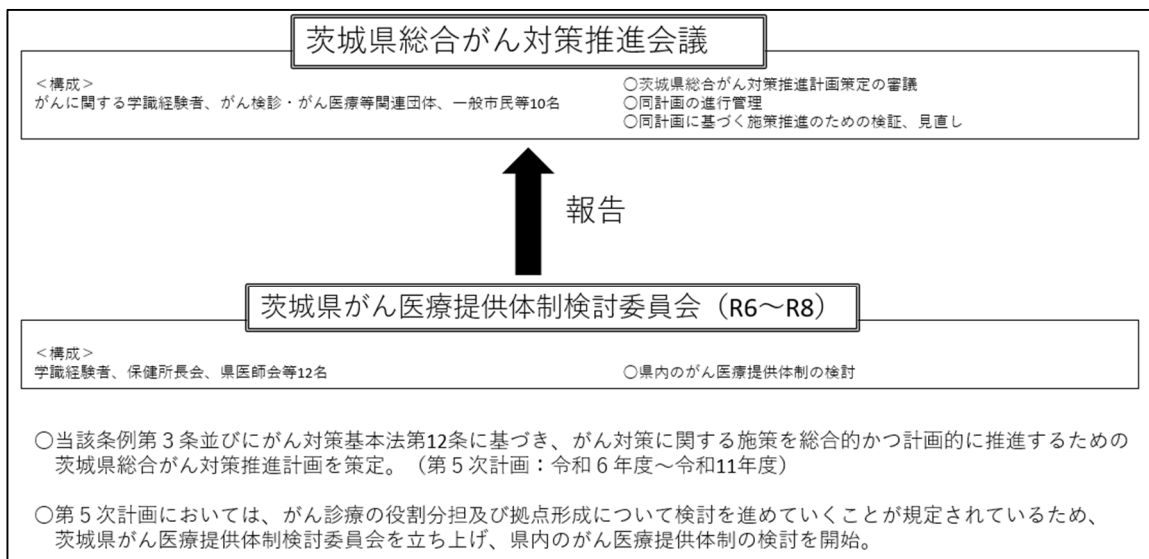 茨城県総合がん対策推進会議
＜構成＞
がんに関する学識経験者、がん検診・がん医療等関連団体、一般市民等10名
○茨城県総合がん対策推進計画策定の審議
○同計画の進行管理
○同計画に基づく施策推進のための検証、見直し
報告
茨城県がん医療提供体制検討委員会（R6～R8）
＜構成＞
学識経験者、保健所長会、県医師会等12名
○県内のがん医療提供体制の検討
○当該条例第３条並びにがん対策基本法第12条に基づき、がん対策に関する施策を総合的かつ計画的に推進するための
茨城県総合がん対策推進計画を策定。（第５次計画：令和６年度～令和11年度）
○第５次計画においては、がん診療の役割分担及び拠点形成について検討を進めていくことが規定されているため、
茨城県がん医療提供体制検討委員会を立ち上げ、県内のがん医療提供体制の検討を開始。